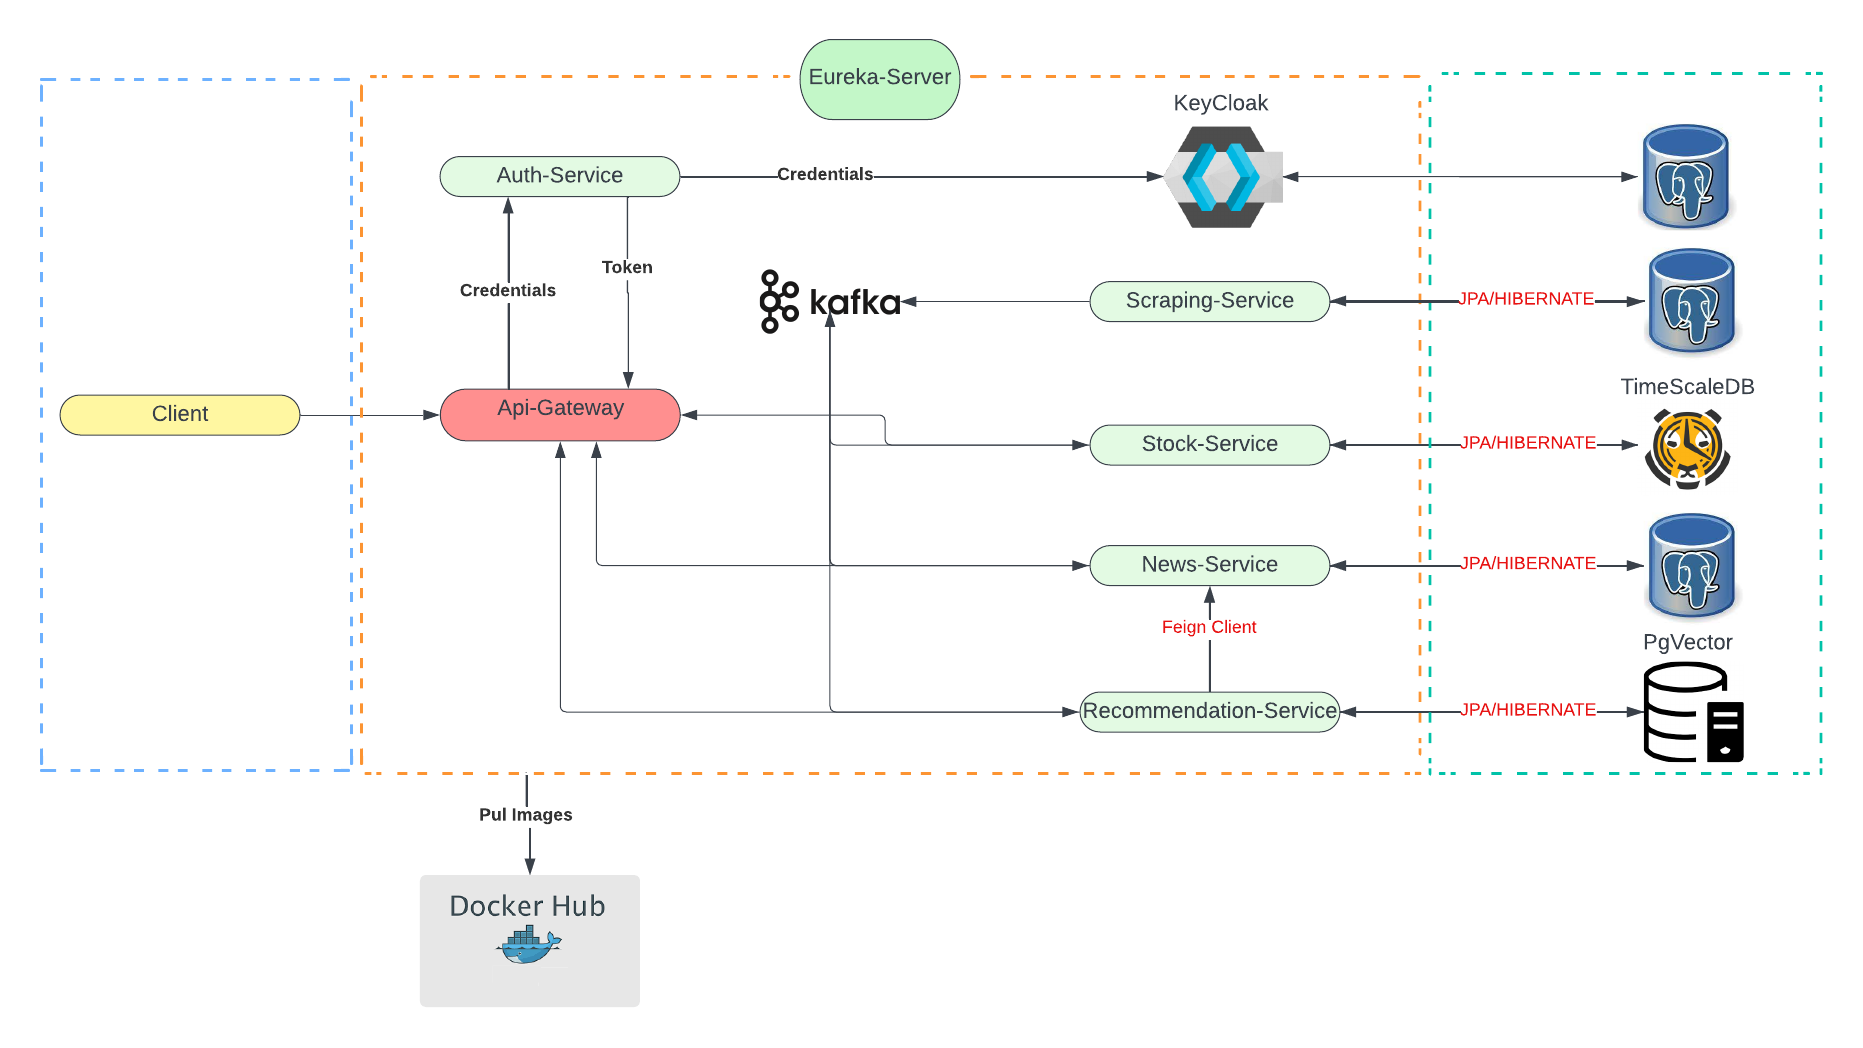 Eureka-Server
KeyCloak
Auth-Service
Credentials
Token
Credentials
kafka
Scraping-Service
JPA/HIBERNATE
TimeScaleDB
Client
Api-Gateway
Stock-Service
JPA/HIBERNATE
News-Service
JPA/HIBERNATE
Feign Client
PgVector
Recommendation-Service
JPA/HIBERNATE
Pul Images
Docker Hub